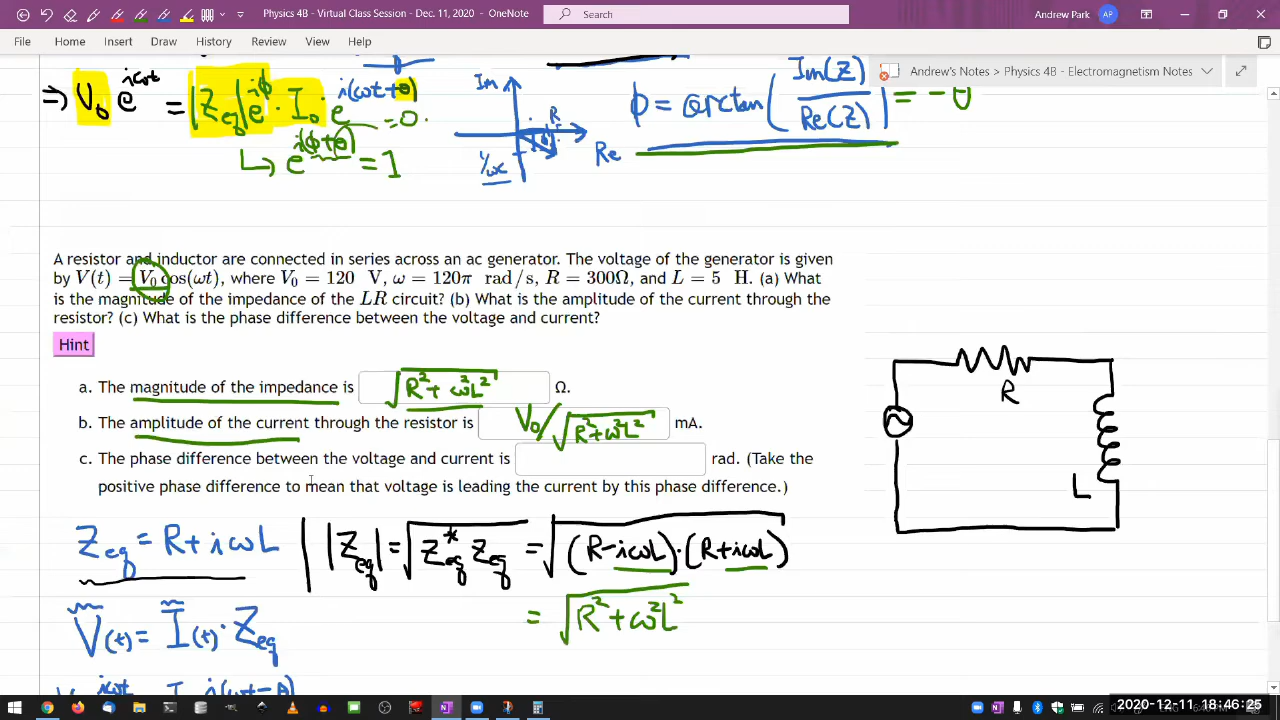 Physics 4B - Virtual Class Session - Dec. 11, 2020 - OneNote
Search
Andrew Park
AP
File Home Insert Draw History Review View Help
Andrew's Notes > Physics 4B - Electromagnetism Notes
⇒ V₀ e^{iωt} = |Z_eq| e^{iϕ} · I₀ · e^{i(ωt+θ)}
= 0.
↳ e^{i(ϕ+θ)} = 1
Im
R
Re
1/ωc
ϕ = arctan (Im(Z) / Re(Z)) = -θ
A resistor and inductor are connected in series across an ac generator. The voltage of the generator is given
by V(t) = V₀ cos(ωt), where V₀ = 120 V, ω = 120π rad/s, R = 300Ω, and L = 5 H. (a) What
is the magnitude of the impedance of the LR circuit? (b) What is the amplitude of the current through the
resistor? (c) What is the phase difference between the voltage and current?
Hint
a. The magnitude of the impedance is √(R² + ω²L²) Ω.
b. The amplitude of the current through the resistor is V₀/√(R²+ω²L²) mA.
c. The phase difference between the voltage and current is rad. (Take the
positive phase difference to mean that voltage is leading the current by this phase difference.)
R
L
Z_eq = R + iωL
|Z_eq| = √(Z*_eq Z_eq) = √((R-iωL)·(R+iωL))
= √(R² + ω²L²)
Ṽ(t) = Ĩ(t) · Z_eq
2020-12-11 18:46:25